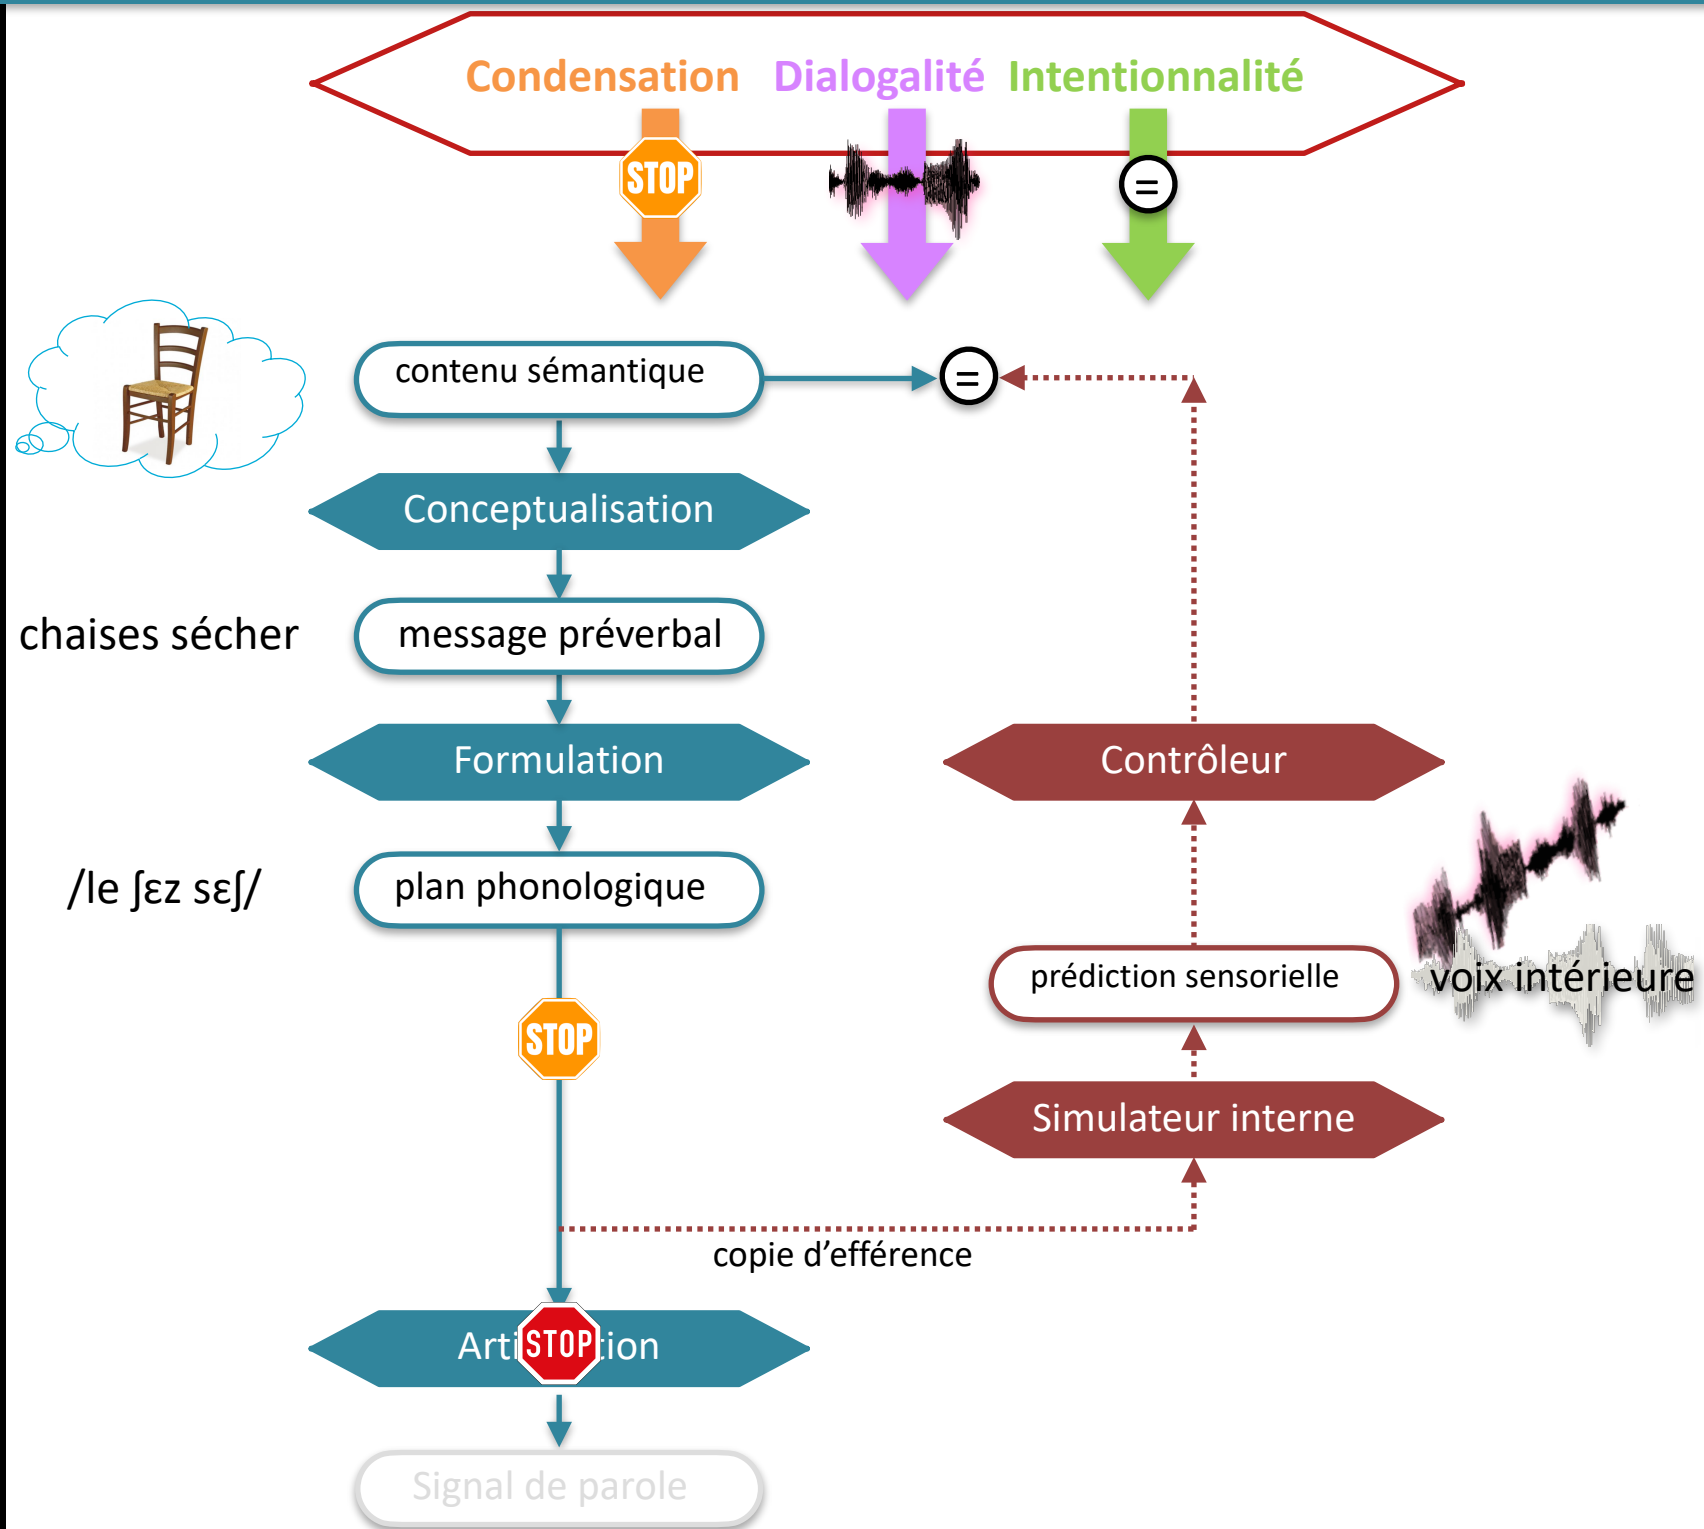 Condensation Dialogalité Intentionnalité
STOP
=
contenu sémantique
=
Conceptualisation
chaises sécher
message préverbal
Formulation
Contrôleur
/le ʃɛz sɛʃ/
plan phonologique
prédiction sensorielle
voix intérieure
STOP
Simulateur interne
copie d'efférence
Arti STOP tion
Signal de parole